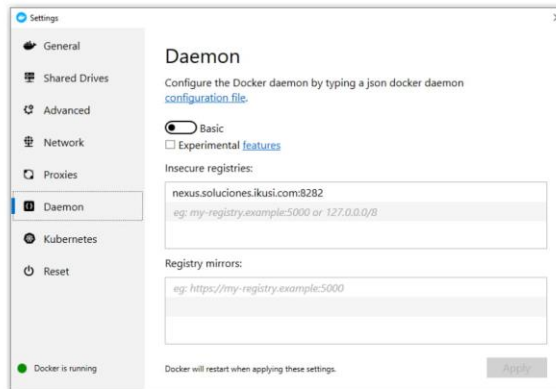 Settings
General
Shared Drives
Advanced
Network
Proxies
Daemon
Kubernetes
Reset
Docker is running
Daemon
Configure the Docker daemon by typing a json docker daemon
configuration file.
Basic
Experimental features
Insecure registries:
nexus.soluciones.ikusi.com:8282
eg: my-registry.example:5000 or 127.0.0.0/8
Registry mirrors:
eg: https://my-registry.example:5000
Docker will restart when applying these settings.
Apply